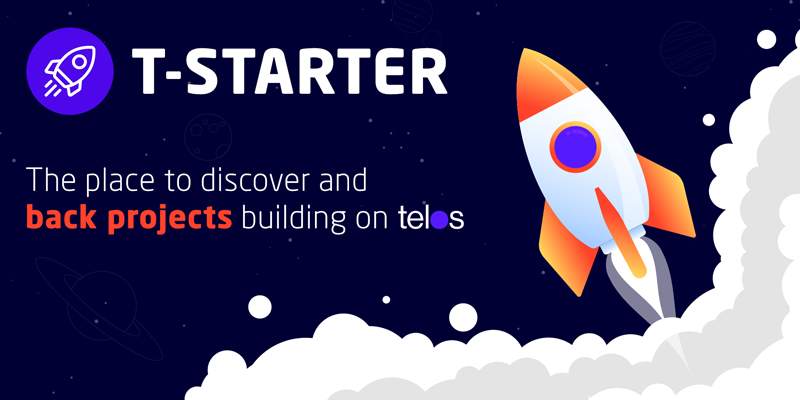 T-STARTER
The place to discover and
back projects building on telos